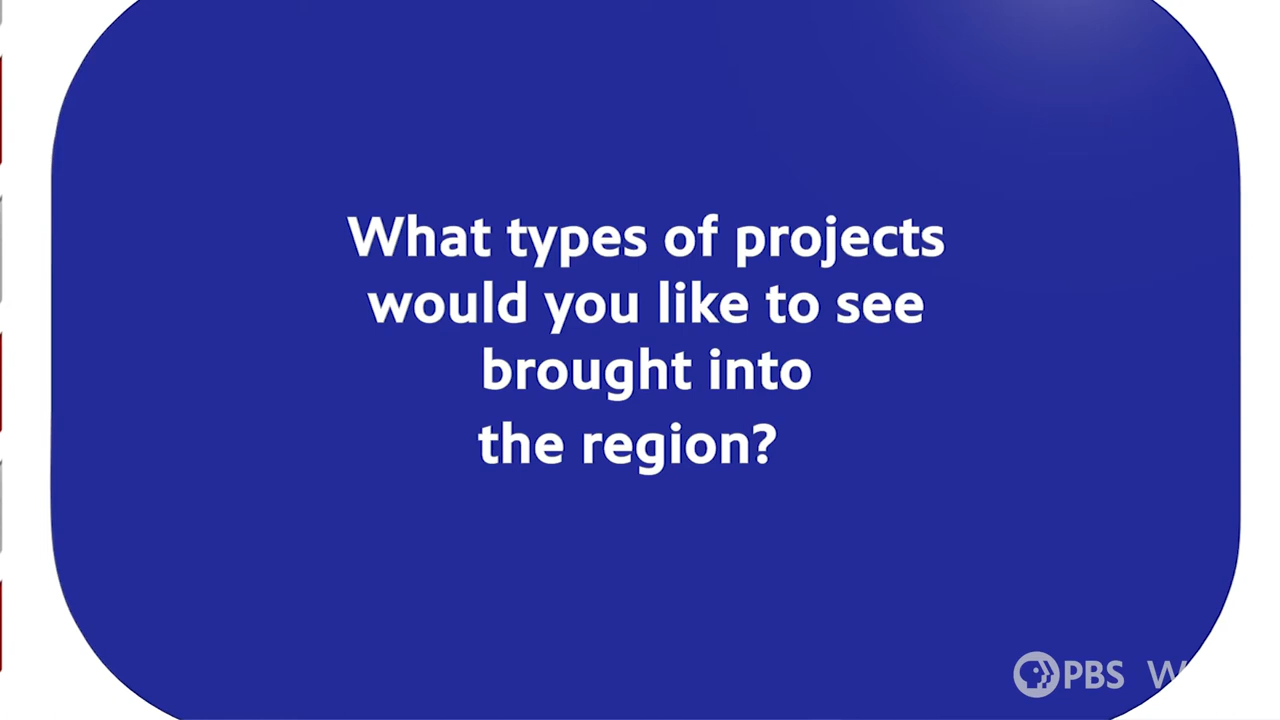 What types of projects
would you like to see
brought into
the region?
PBS W